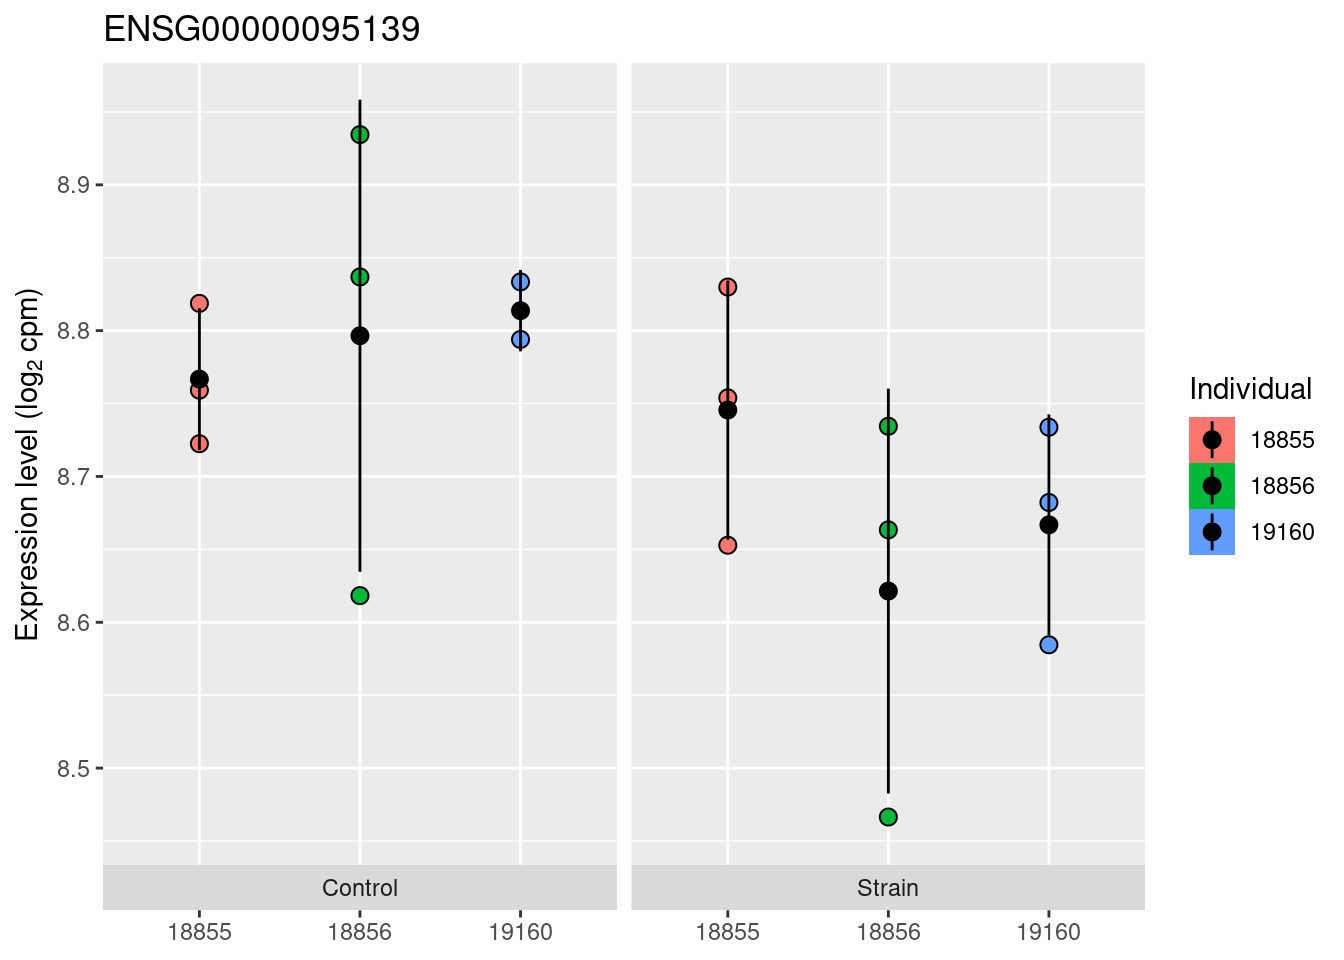 ENSG00000095139
Expression level (log₂ cpm)
8.9
8.8
8.7
8.6
8.5
Control
Strain
18855
18856
19160
18855
18856
19160
Individual
18855
18856
19160